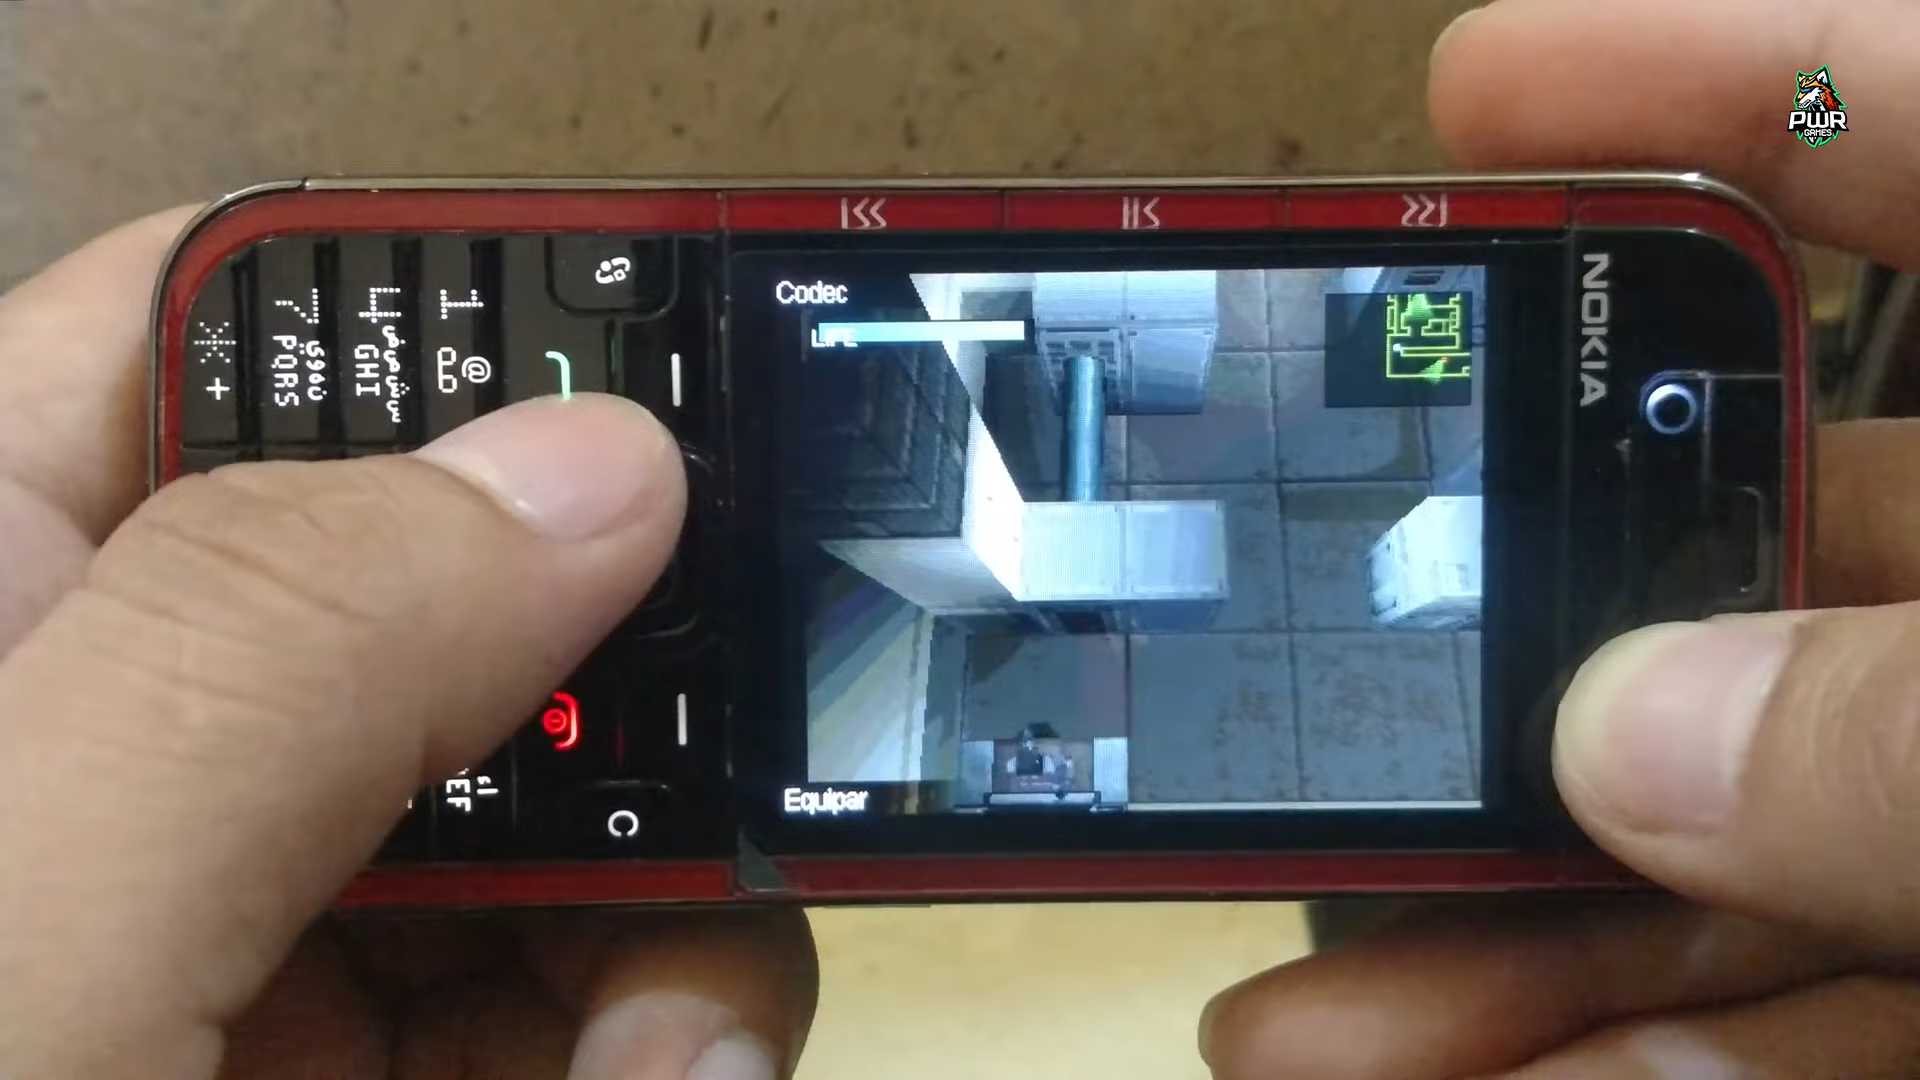 PWR
GAMES
Codec
LIFE
Equipar
NOKIA
1
@
4
GHI
س ش ص ض
7
PQRS
ن ه و ي
*
+
C